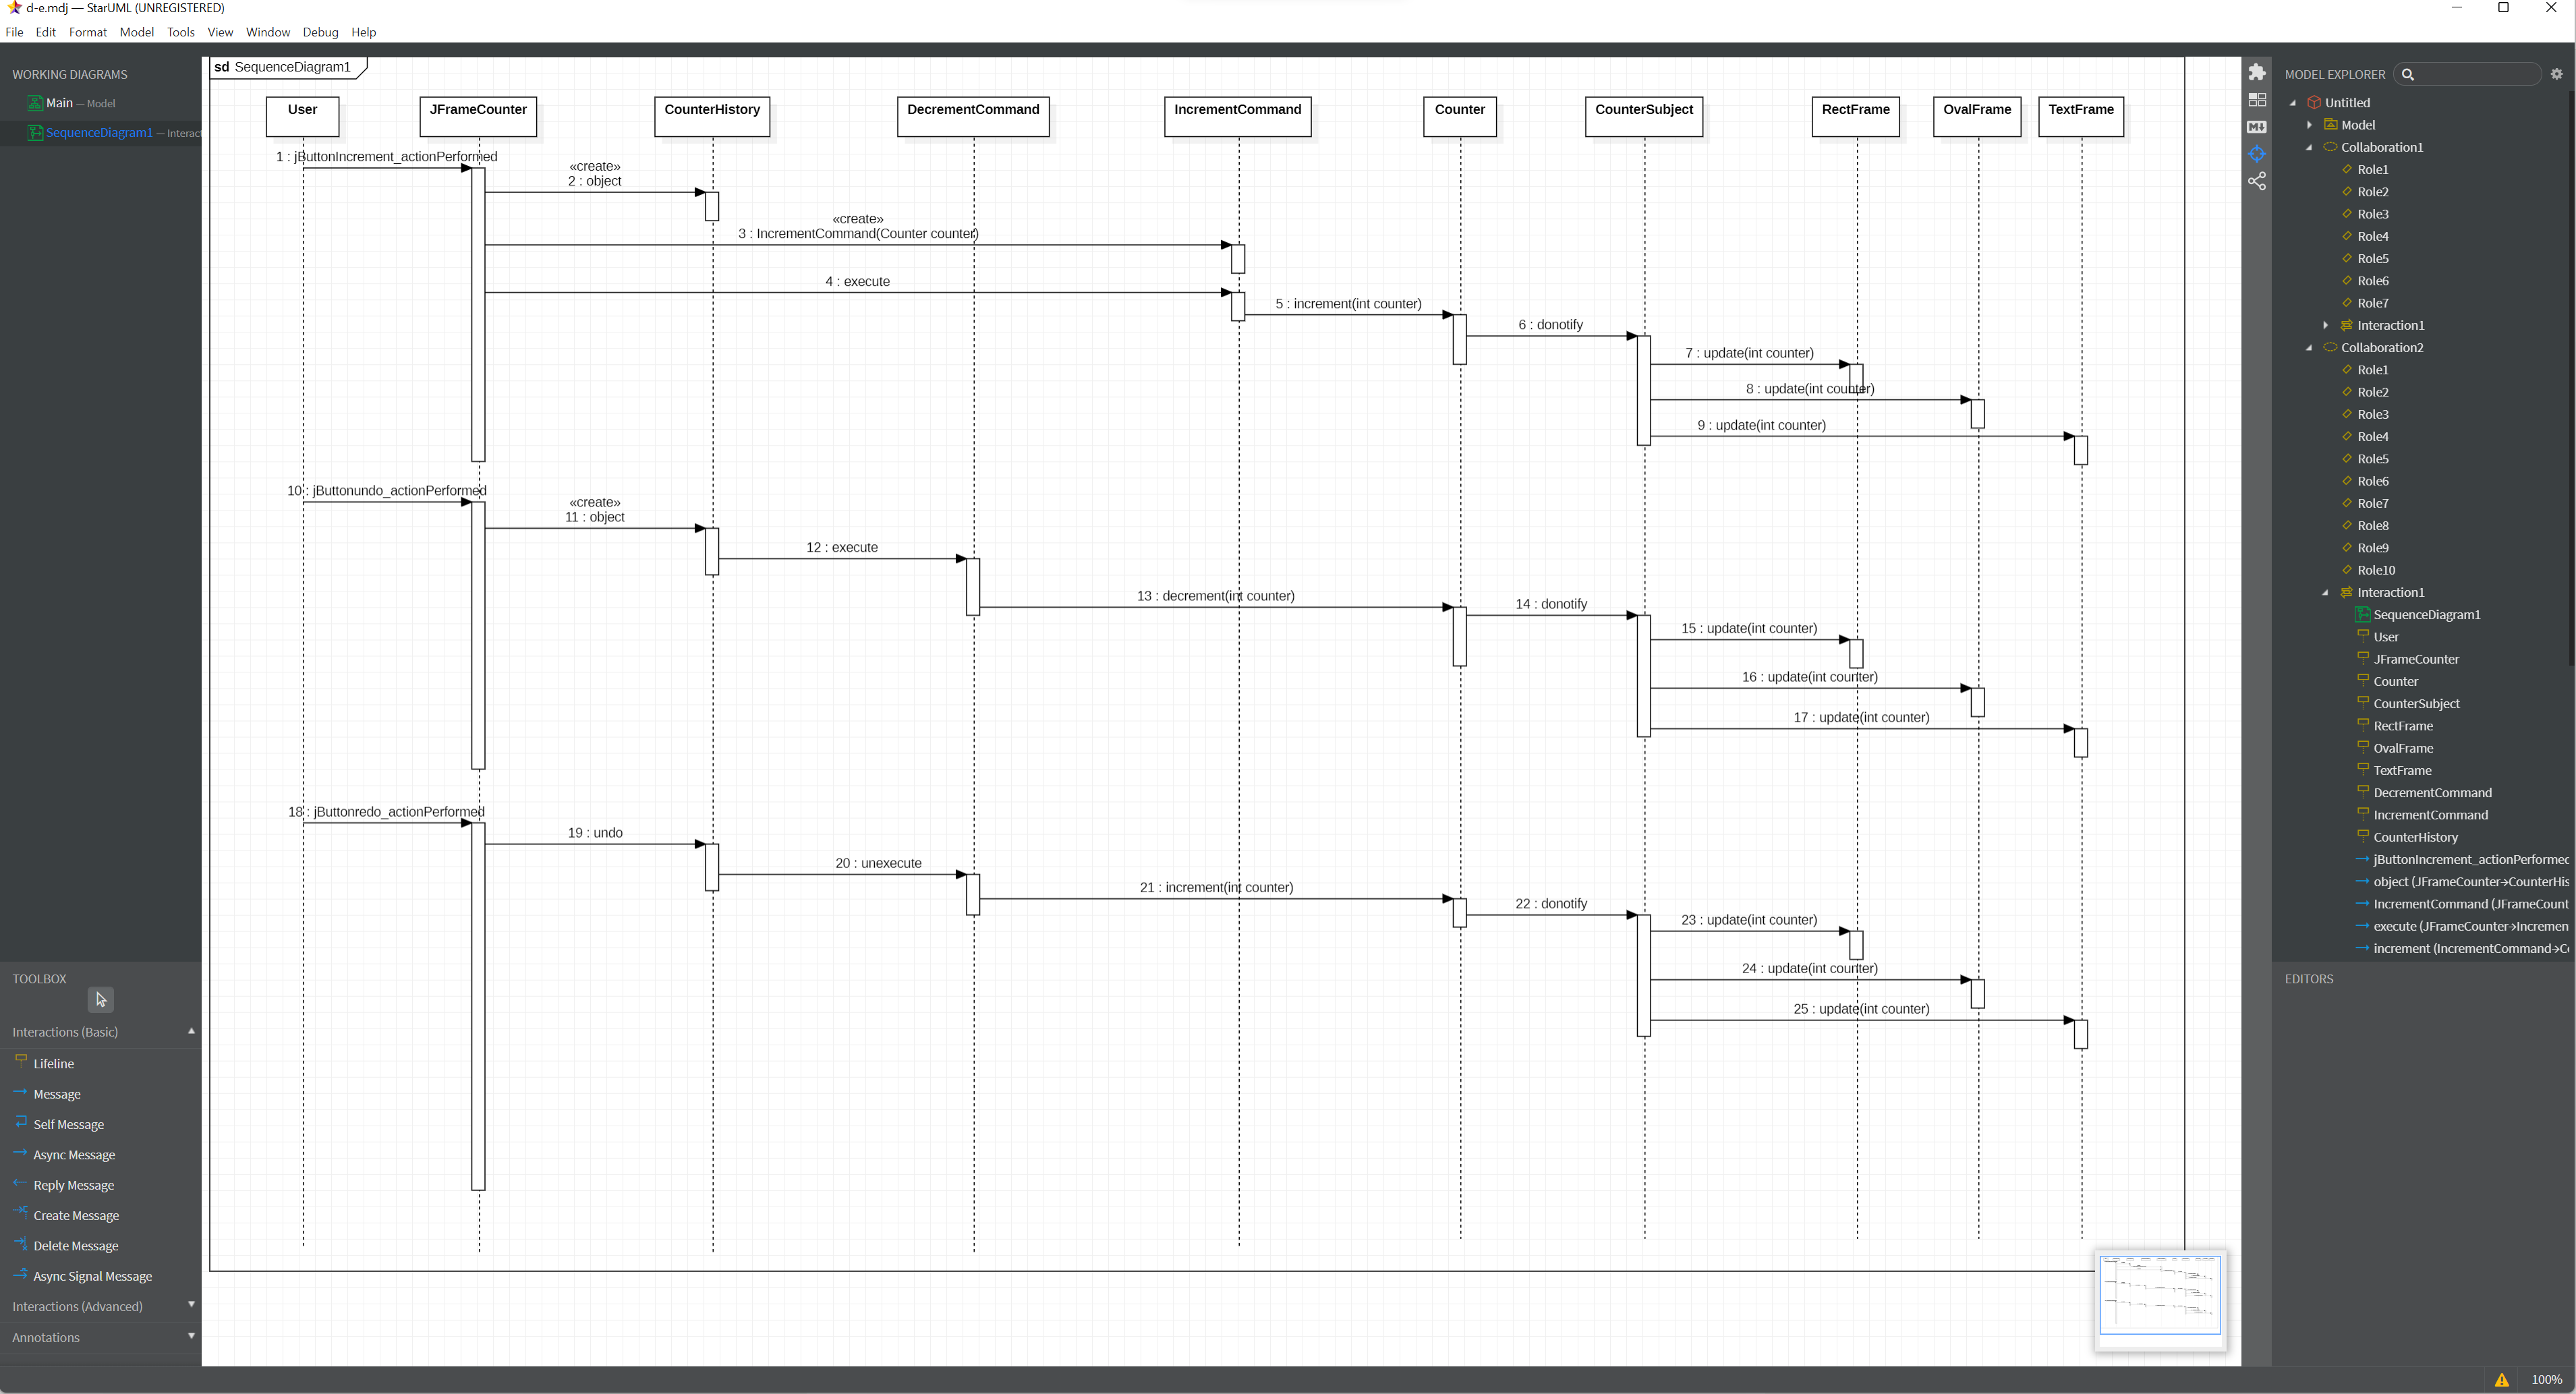 d-e.mdj — StarUML (UNREGISTERED)
File Edit Format Model Tools View Window Debug Help
WORKING DIAGRAMS
Main — Model
SequenceDiagram1 — Interact
TOOLBOX
Interactions (Basic)
Lifeline
Message
Self Message
Async Message
Reply Message
Create Message
Delete Message
Async Signal Message
Interactions (Advanced)
Annotations
sd SequenceDiagram1
User JFrameCounter CounterHistory DecrementCommand IncrementCommand Counter CounterSubject RectFrame OvalFrame TextFrame
1 : jButtonIncrement_actionPerformed
«create»
2 : object
«create»
3 : IncrementCommand(Counter counter)
4 : execute
5 : increment(int counter)
6 : donotify
7 : update(int counter)
8 : update(int counter)
9 : update(int counter)
10 : jButtonundo_actionPerformed
«create»
11 : object
12 : execute
13 : decrement(int counter)
14 : donotify
15 : update(int counter)
16 : update(int counter)
17 : update(int counter)
18 : jButtonredo_actionPerformed
19 : undo
20 : unexecute
21 : increment(int counter)
22 : donotify
23 : update(int counter)
24 : update(int counter)
25 : update(int counter)
MODEL EXPLORER
Untitled
Model
Collaboration1
Role1
Role2
Role3
Role4
Role5
Role6
Role7
Interaction1
Collaboration2
Role1
Role2
Role3
Role4
Role5
Role6
Role7
Role8
Role9
Role10
Interaction1
SequenceDiagram1
User
JFrameCounter
Counter
CounterSubject
RectFrame
OvalFrame
TextFrame
DecrementCommand
IncrementCommand
CounterHistory
jButtonIncrement_actionPerformed
object (JFrameCounter→CounterHis
IncrementCommand (JFrameCount
execute (JFrameCounter→Incremen
increment (IncrementCommand→Co
EDITORS
100%